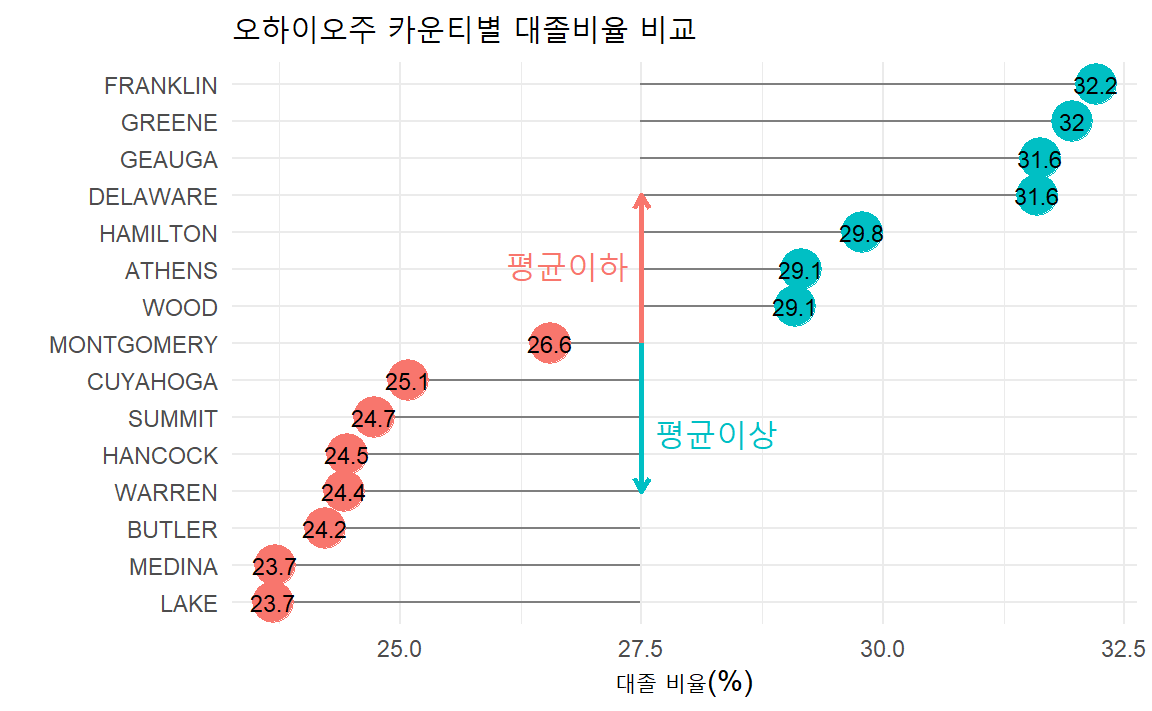 오하이오주 카운티별 대졸비율 비교
FRANKLIN 32.2
GREENE 32
GEAUGA 31.6
DELAWARE 31.6
HAMILTON 29.8
ATHENS 평균이하 29.1
WOOD 29.1
MONTGOMERY 26.6
CUYAHOGA 25.1
SUMMIT 24.7
평균이상
HANCOCK 24.5
WARREN 24.4
BUTLER 24.2
MEDINA 23.7
LAKE 23.7
25.0 27.5 30.0 32.5
대졸 비율(%)